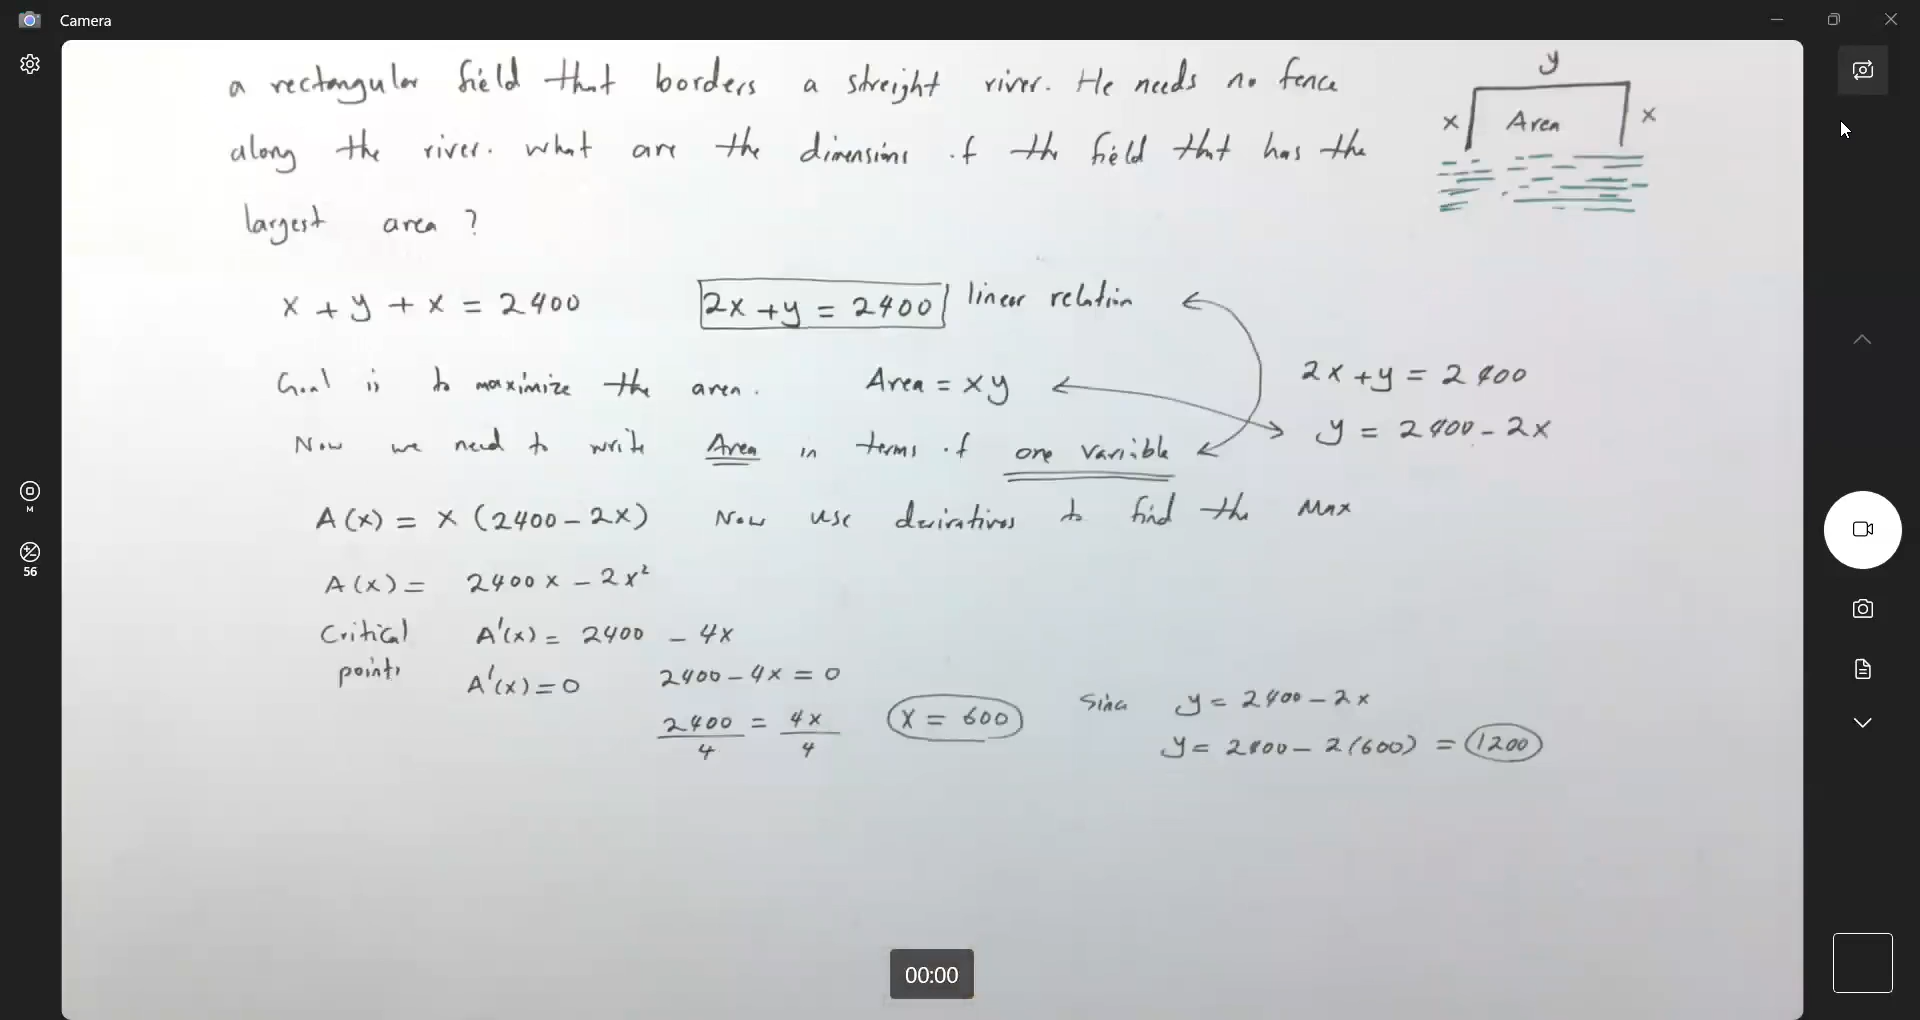 Camera
a rectangular field that borders a streight river. He needs no fence
along the river. what are the dimensions of the field that has the
largest area ?
y
x Area x
x + y + x = 2400 2x + y = 2400 linear relation
Goal is to maximize the area. Area = xy
2x + y = 2400
y = 2400 - 2x
Now we need to write Area in terms of one variable
A(x) = x (2400 - 2x) Now use derivatives to find the Max
A(x) = 2400x - 2x²
Critical points
A'(x) = 2400 - 4x
A'(x) = 0 2400 - 4x = 0
2400/4 = 4x/4 x = 600
Since y = 2400 - 2x
y = 2400 - 2(600) = 1200
M
56
00:00